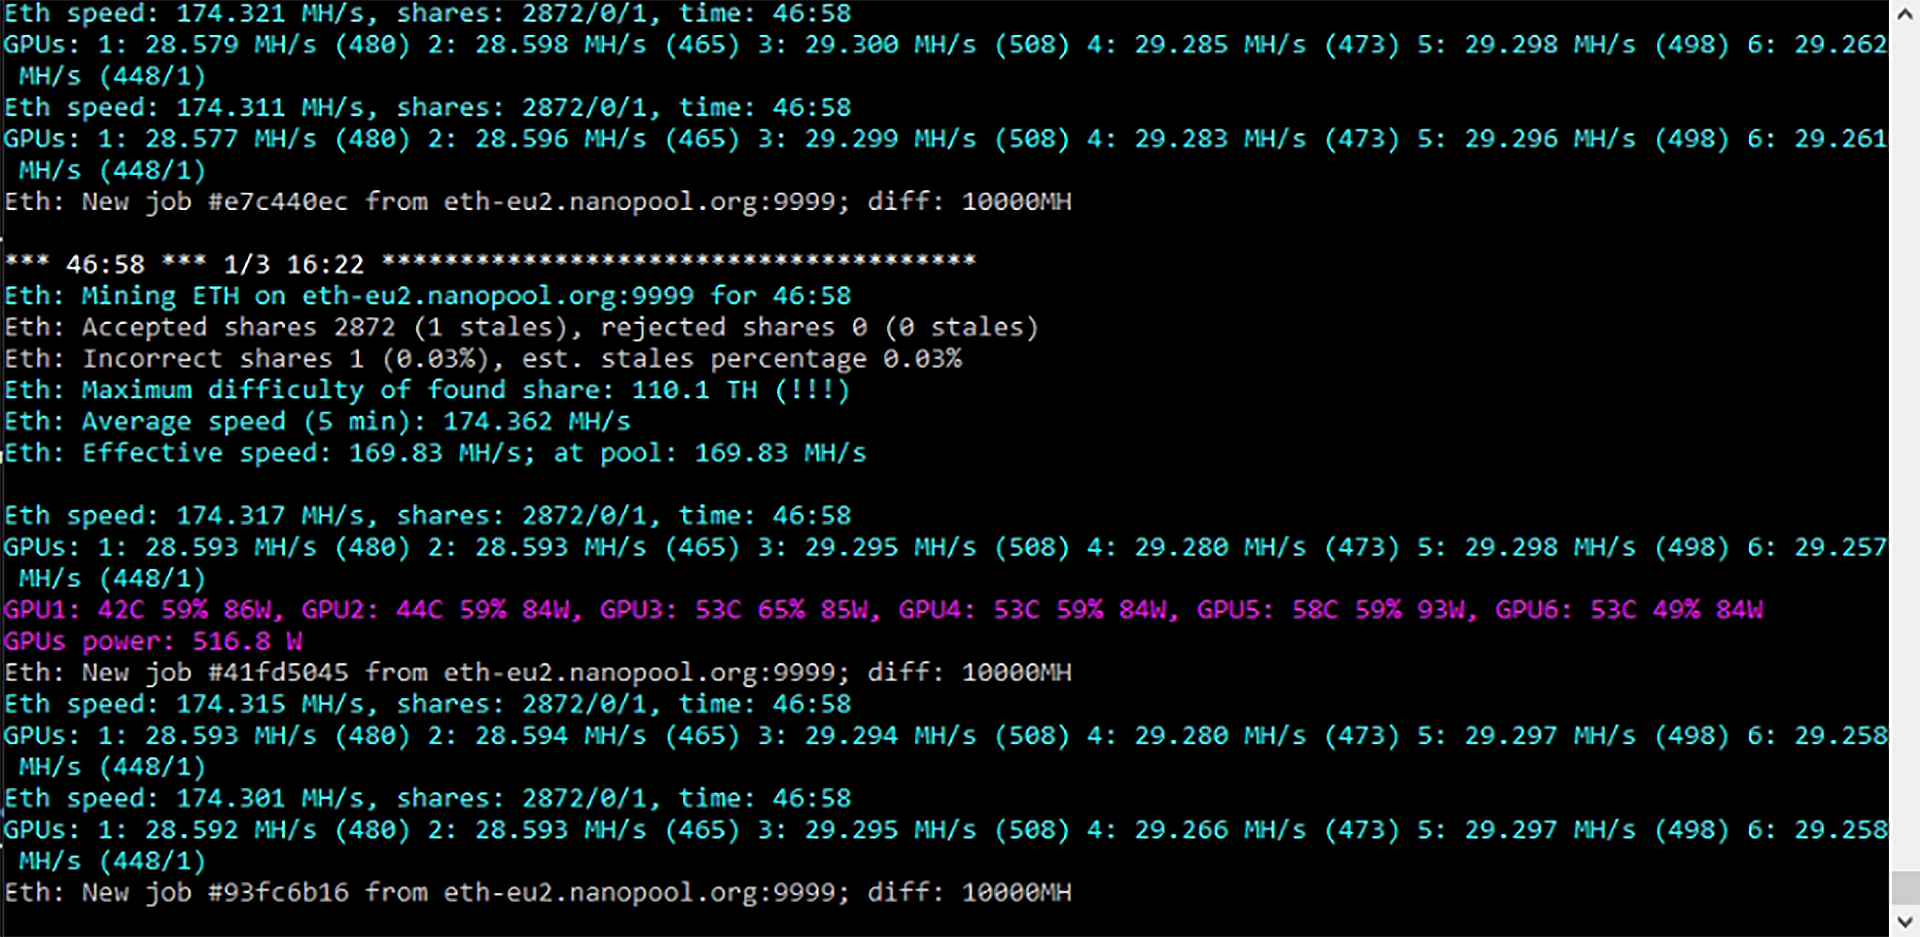 Eth speed: 174.321 MH/s, shares: 2872/0/1, time: 46:58
GPUs: 1: 28.579 MH/s (480) 2: 28.598 MH/s (465) 3: 29.300 MH/s (508) 4: 29.285 MH/s (473) 5: 29.298 MH/s (498) 6: 29.262
MH/s (448/1)
Eth speed: 174.311 MH/s, shares: 2872/0/1, time: 46:58
GPUs: 1: 28.577 MH/s (480) 2: 28.596 MH/s (465) 3: 29.299 MH/s (508) 4: 29.283 MH/s (473) 5: 29.296 MH/s (498) 6: 29.261
MH/s (448/1)
Eth: New job #e7c440ec from eth-eu2.nanopool.org:9999; diff: 10000MH
*** 46:58 *** 1/3 16:22 **************************************
Eth: Mining ETH on eth-eu2.nanopool.org:9999 for 46:58
Eth: Accepted shares 2872 (1 stales), rejected shares 0 (0 stales)
Eth: Incorrect shares 1 (0.03%), est. stales percentage 0.03%
Eth: Maximum difficulty of found share: 110.1 TH (!!!)
Eth: Average speed (5 min): 174.362 MH/s
Eth: Effective speed: 169.83 MH/s; at pool: 169.83 MH/s
Eth speed: 174.317 MH/s, shares: 2872/0/1, time: 46:58
GPUs: 1: 28.593 MH/s (480) 2: 28.593 MH/s (465) 3: 29.295 MH/s (508) 4: 29.280 MH/s (473) 5: 29.298 MH/s (498) 6: 29.257
MH/s (448/1)
GPU1: 42C 59% 86W, GPU2: 44C 59% 84W, GPU3: 53C 65% 85W, GPU4: 53C 59% 84W, GPU5: 58C 59% 93W, GPU6: 53C 49% 84W
GPUs power: 516.8 W
Eth: New job #41fd5045 from eth-eu2.nanopool.org:9999; diff: 10000MH
Eth speed: 174.315 MH/s, shares: 2872/0/1, time: 46:58
GPUs: 1: 28.593 MH/s (480) 2: 28.594 MH/s (465) 3: 29.294 MH/s (508) 4: 29.280 MH/s (473) 5: 29.297 MH/s (498) 6: 29.258
MH/s (448/1)
Eth speed: 174.301 MH/s, shares: 2872/0/1, time: 46:58
GPUs: 1: 28.592 MH/s (480) 2: 28.593 MH/s (465) 3: 29.295 MH/s (508) 4: 29.266 MH/s (473) 5: 29.297 MH/s (498) 6: 29.258
MH/s (448/1)
Eth: New job #93fc6b16 from eth-eu2.nanopool.org:9999; diff: 10000MH